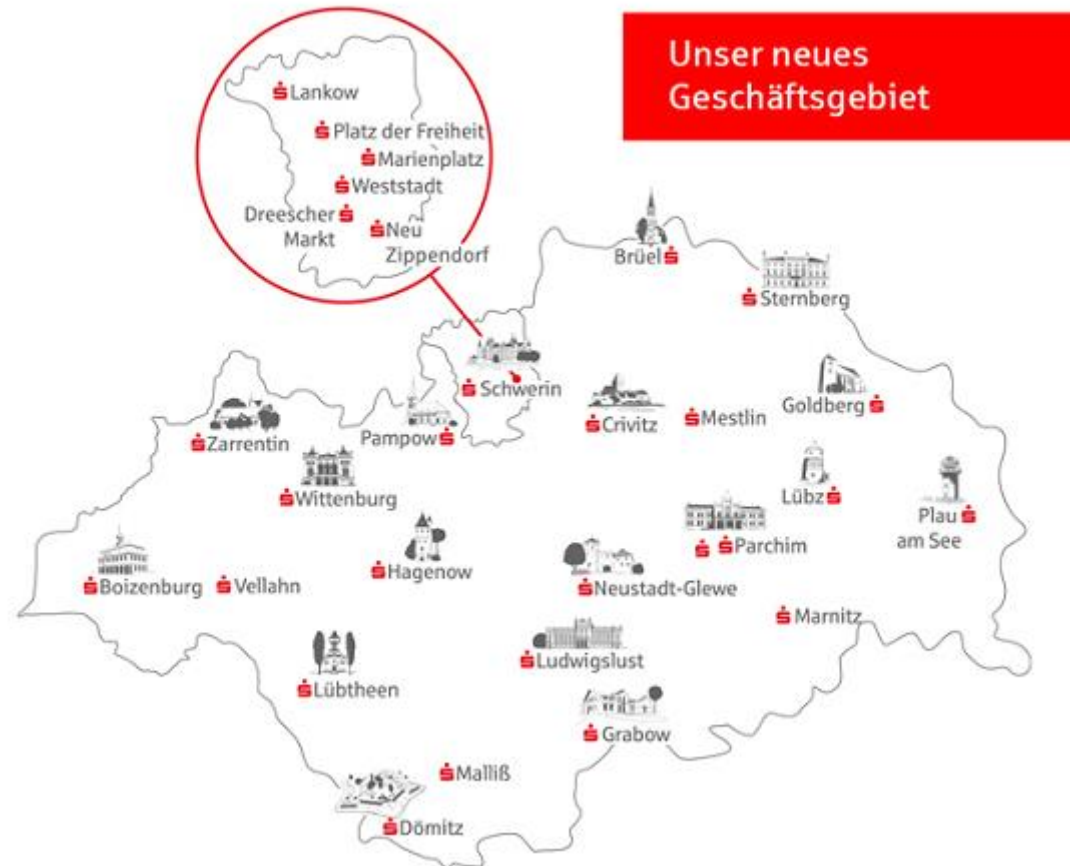 Unser neues
Geschäftsgebiet
Lankow
Platz der Freiheit
Marienplatz
Weststadt
Dreescher
Markt
Neu
Zippendorf
Brüel
Sternberg
Schwerin
Goldberg
Crivitz
Mestlin
Pampow
Zarrentin
Wittenburg
Lübz
Plau
am See
Parchim
Hagenow
Boizenburg
Vellahn
Neustadt-Glewe
Marnitz
Ludwigslust
Lübtheen
Grabow
Malliß
Dömitz